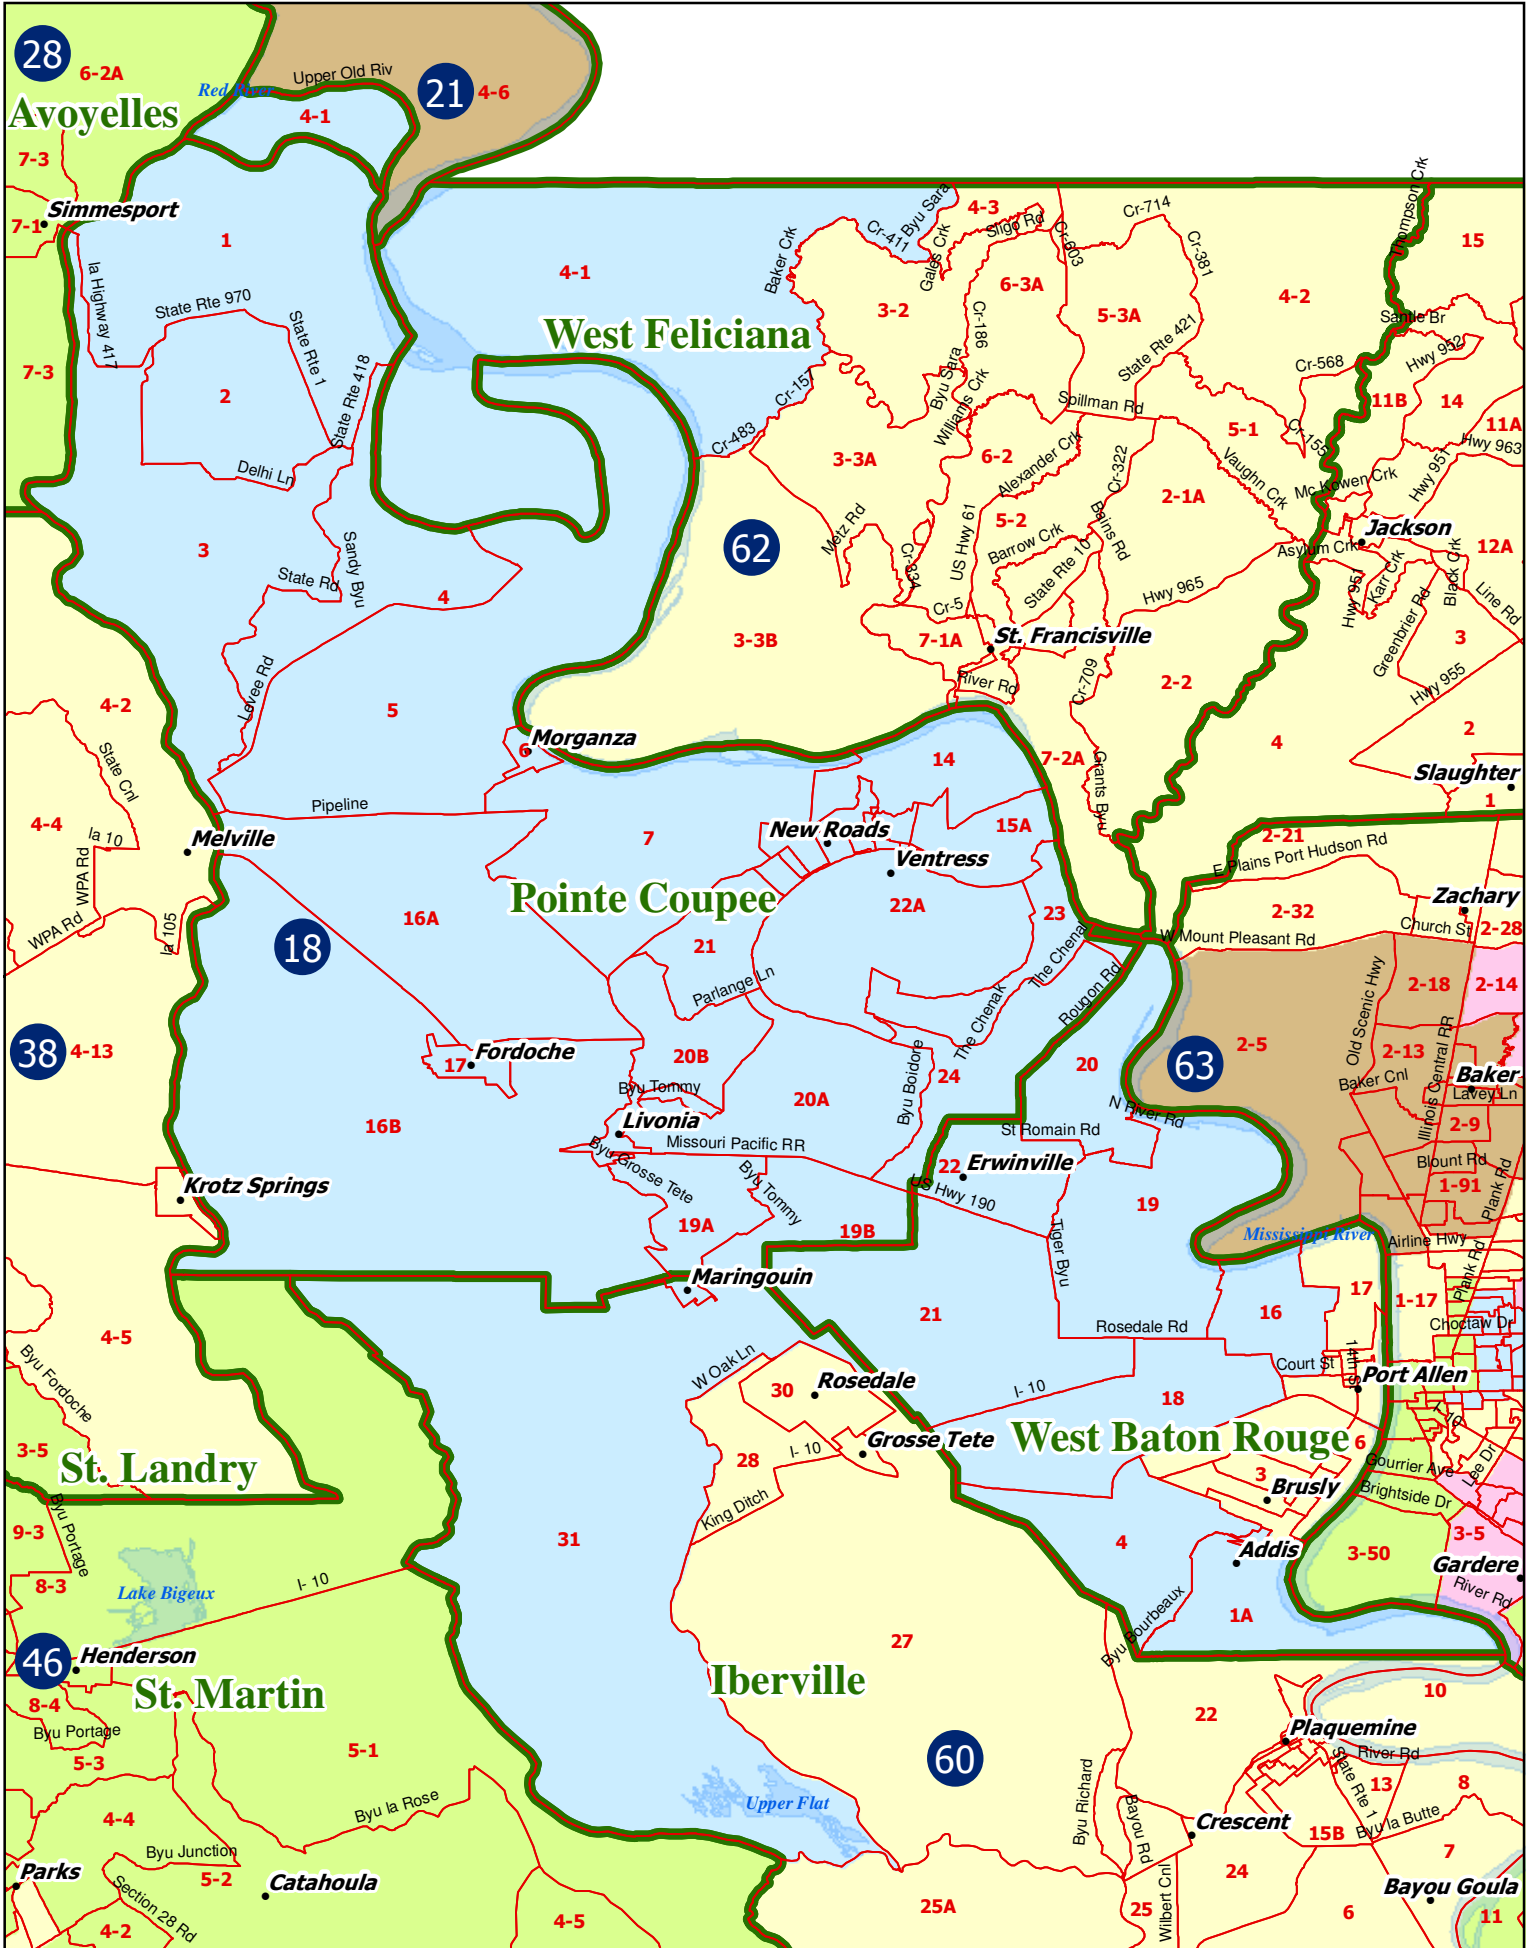 28
6-2A
Avoyelles
Red River
Upper Old Riv
21
4-6
4-1
7-3
7-1
Simmesport
1
la Highway 417
State Rte 970
State Rte 1
State Rte 418
7-3
2
Delhi Ln
3
Sandy Byu
State Rd
4
Levee Rd
5
4-1
West Feliciana
Baker Crk
Cr-411
Byu Sara
4-3
Sligo Rd
Gales Crk
Cr-603
Cr-714
Cr-381
Thompson Crk
15
3-2
6-3A
Cr-186
5-3A
4-2
State Rte 421
Santle Br
Hwy 952
Cr-568
Cr-157
Byu Sara
Williams Crk
Spillman Rd
11B
14
11A
Hwy 963
Cr-483
3-3A
6-2
Alexander Crk
Cr-322
5-1
Cr-155
Vaughn Crk
2-1A
Mc Kowen Crk
Hwy 951
Jackson
62
Metz Rd
Cr-334
US Hwy 61
5-2
Barrow Crk
Bains Rd
State Rte 10
Asylum Crk
12A
Karr Crk
Black Crk
Hwy 951
Line Rd
Hwy 965
3-3B
Cr-5
7-1A
St. Francisville
River Rd
Cr-709
2-2
Greenbrier Rd
3
Hwy 955
4
2
Slaughter
1
4-2
State Cnl
4-4
la 10
WPA Rd
WPA Rd
la 105
Melville
Pipeline
6
Morganza
14
7-2A
Grants Byu
7
New Roads
Ventress
15A
2-21
E Plains Port Hudson Rd
Zachary
Pointe Coupee
16A
18
21
22A
23
The Chenal
2-32
Church St
2-28
W Mount Pleasant Rd
Parlange Ln
The Chenak
Rougon Rd
Old Scenic Hwy
2-18
2-14
38
4-13
17
Fordoche
20B
Byu Tommy
20A
Byu Boidore
24
20
63
2-5
2-13
Illinois Central RR
Baker Cnl
Baker
Lavey Ln
2-9
16B
Livonia
Missouri Pacific RR
N River Rd
St Romain Rd
Blount Rd
1-91
Plank Rd
Krotz Springs
Byu Grosse Tete
Byu Tommy
19A
19B
22
Erwinville
US Hwy 190
Tiger Byu
19
Mississippi River
Airline Hwy
Maringouin
21
Plank Rd
4-5
Rosedale Rd
16
17
1-17
Choctaw Dr
Byu Fordoche
W Oak Ln
30
Rosedale
Court St
14th St
Port Allen
3-5
St. Landry
28
I- 10
Grosse Tete
I- 10
18
West Baton Rouge
6
I- 10
Gourrier Ave
Lee Dr
3
Brusly
Brightside Dr
9-3
Byu Portage
31
King Ditch
8-3
Lake Bigeux
I- 10
4
Addis
3-50
3-5
Gardere
River Rd
Byu Bourbeaux
1A
46
Henderson
St. Martin
8-4
Byu Portage
5-3
27
Iberville
60
22
10
Plaquemine
River Rd
State Rte 1
13
8
5-1
Upper Flat
Byu Richard
Bayou Rd
Crescent
15B
Byu la Butte
4-4
Byu la Rose
Byu Junction
5-2
Parks
Catahoula
Section 28 Rd
4-2
4-5
25A
25
Wilbert Cnl
24
7
Bayou Goula
6
11